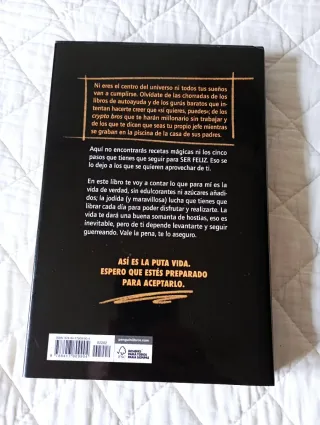 Ni eres el centro del universo ni todos tus sueños
van a cumplirse. Olvídate de las chorradas de los
libros de autoayuda y de los gurús baratos que in-
tentan hacerte creer que «si quieres, puedes»; de los
crypto bros que te harán millonario sin trabajar y
de los que te dicen que seas tu propio jefe mientras
se graban en la piscina de la casa de sus padres.
Aquí no encontrarás recetas mágicas ni los cinco
pasos que tienes que seguir para SER FELIZ. Eso se
lo dejo a los que se quieren aprovechar de ti.
En este libro te voy a contar lo que para mí es la
vida de verdad, sin edulcorantes ni azúcares añadi-
dos; la jodida (y maravillosa) lucha que tienes que
librar cada día para poder disfrutar y realizarte. La
vida te dará una buena somanta de hostias, eso es
inevitable, pero de ti depende levantarte y seguir
guerreando. Vale la pena, te lo aseguro.
ASÍ ES LA PUTA VIDA.
ESPERO QUE ESTÉS PREPARADO
PARA ACEPTARLO.
FSC